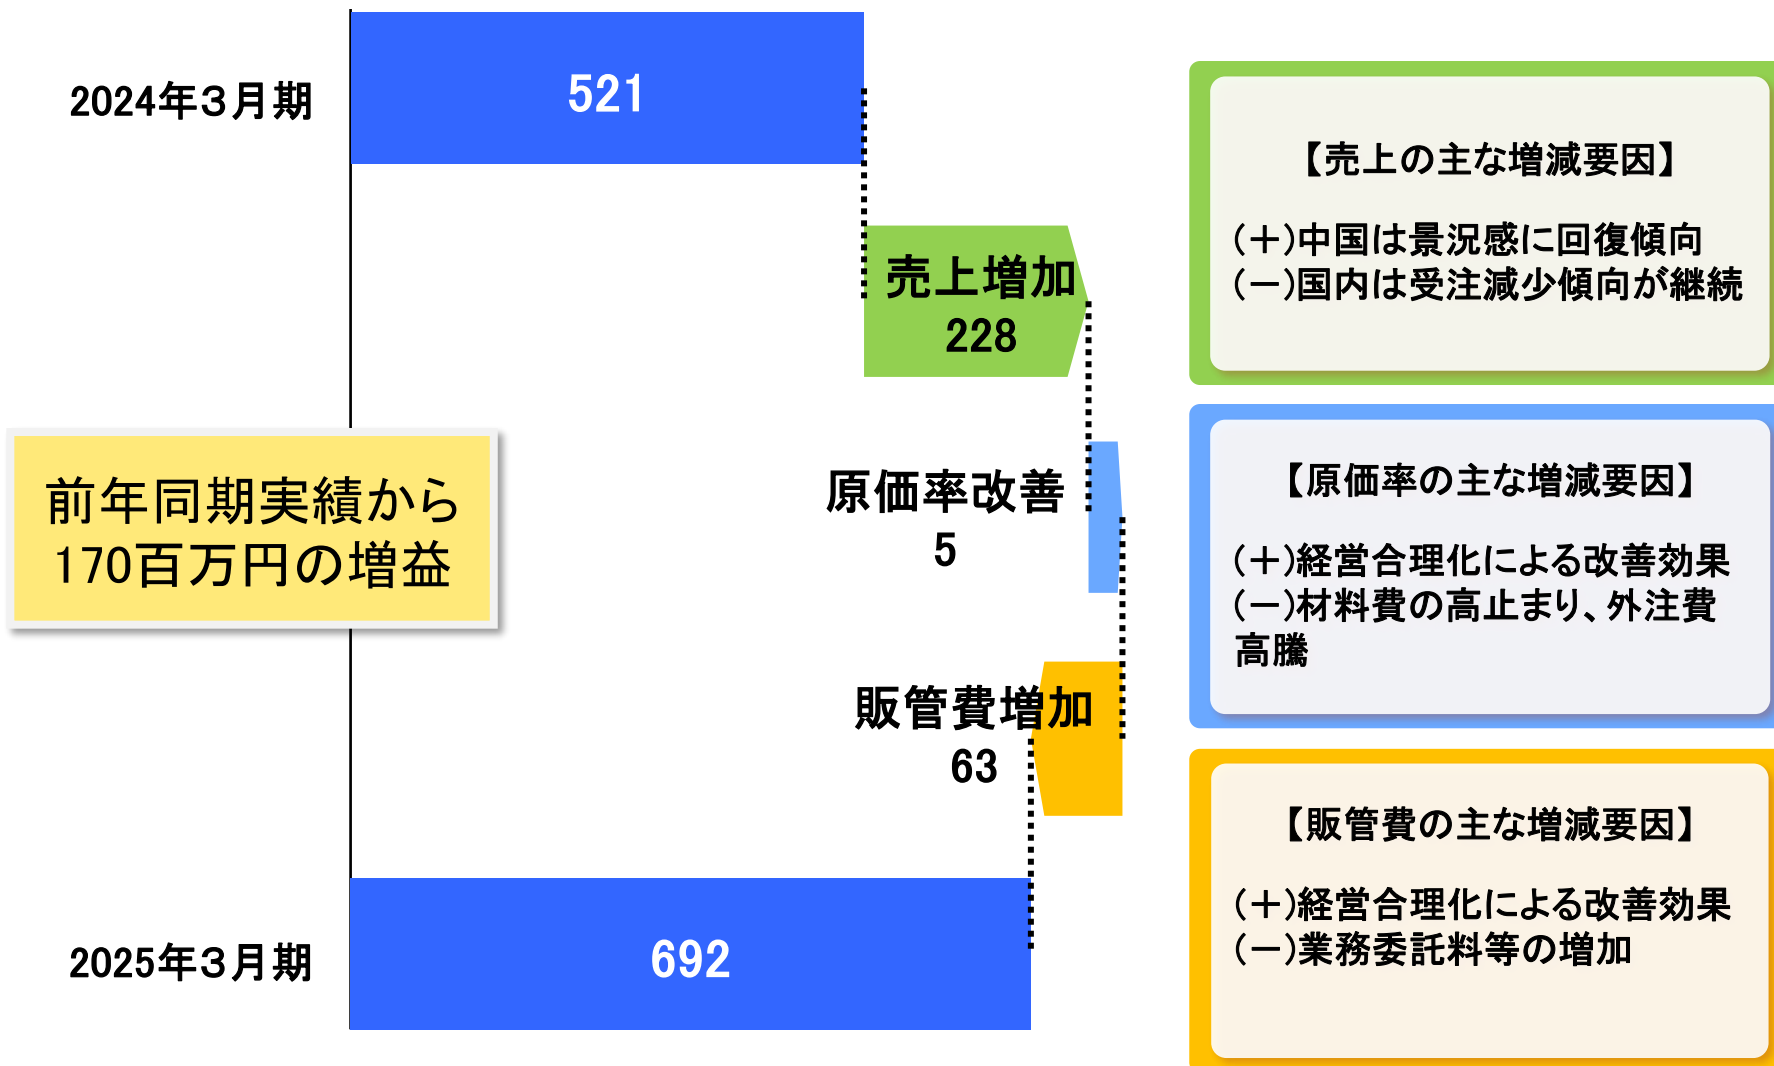 2024年３月期
521
売上増加
228
前年同期実績から
170百万円の増益
原価率改善
5
販管費増加
63
2025年３月期
692
【売上の主な増減要因】
(＋)中国は景況感に回復傾向
(－)国内は受注減少傾向が継続
【原価率の主な増減要因】
(＋)経営合理化による改善効果
(－)材料費の高止まり、外注費
高騰
【販管費の主な増減要因】
(＋)経営合理化による改善効果
(－)業務委託料等の増加